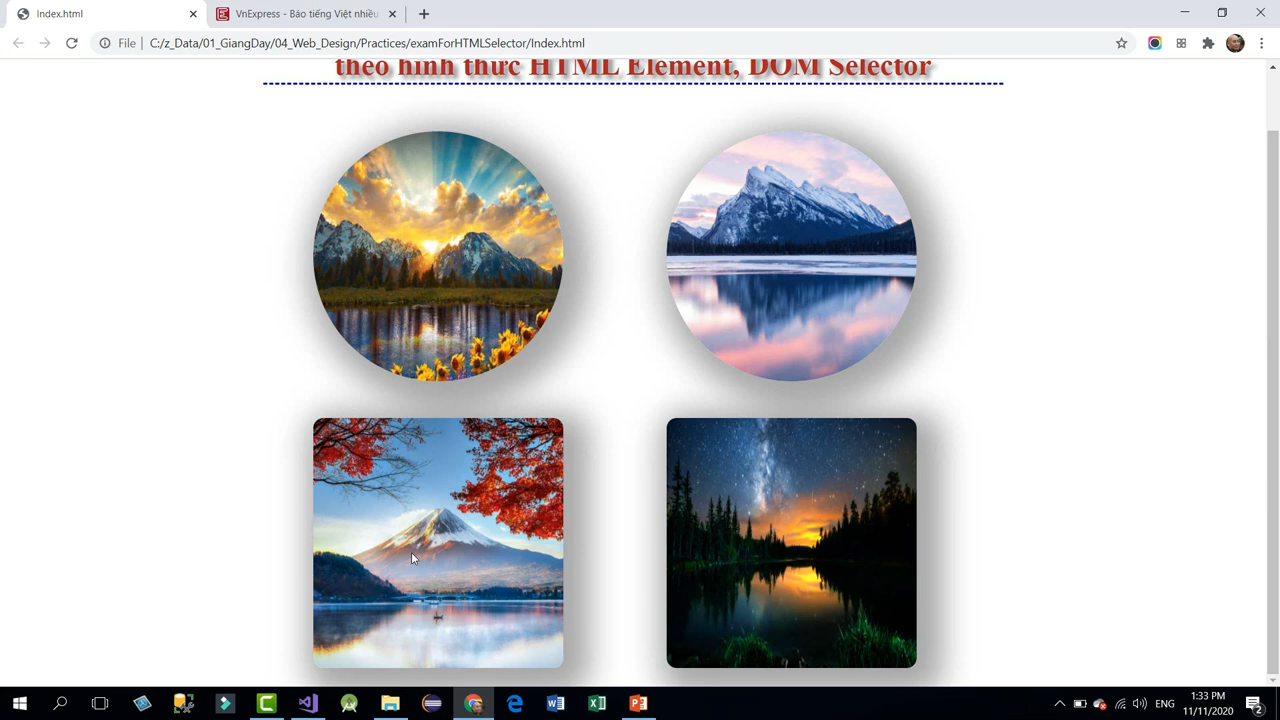 Index.html
VnExpress - Báo tiếng Việt nhiều
File
C:/z_Data/01_GiangDay/04_Web_Design/Practices/examForHTMLSelector/Index.html
theo hình thức HTML Element, DOM Selector
ENG
1:33 PM
11/11/2020
2